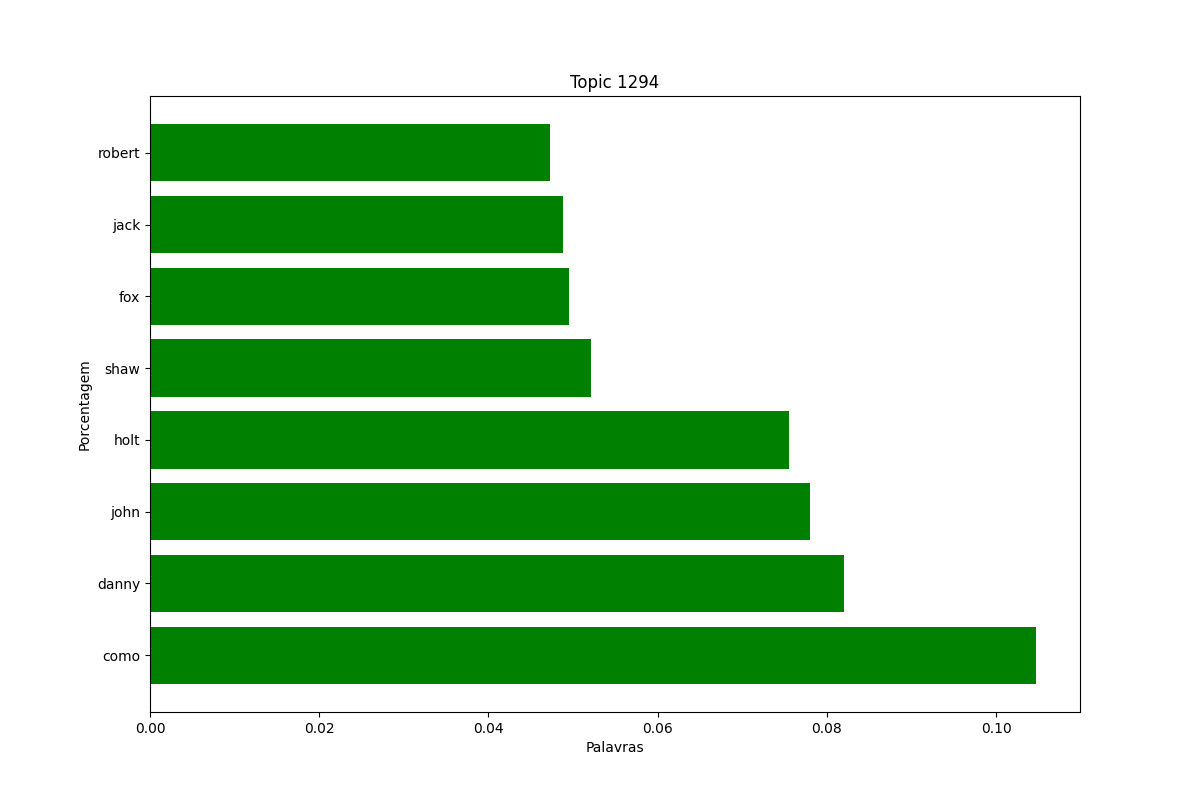 Topic 1294
robert
jack
fox
shaw
holt
john
danny
como
Porcentagem
0.00 0.02 0.04 0.06 0.08 0.10
Palavras